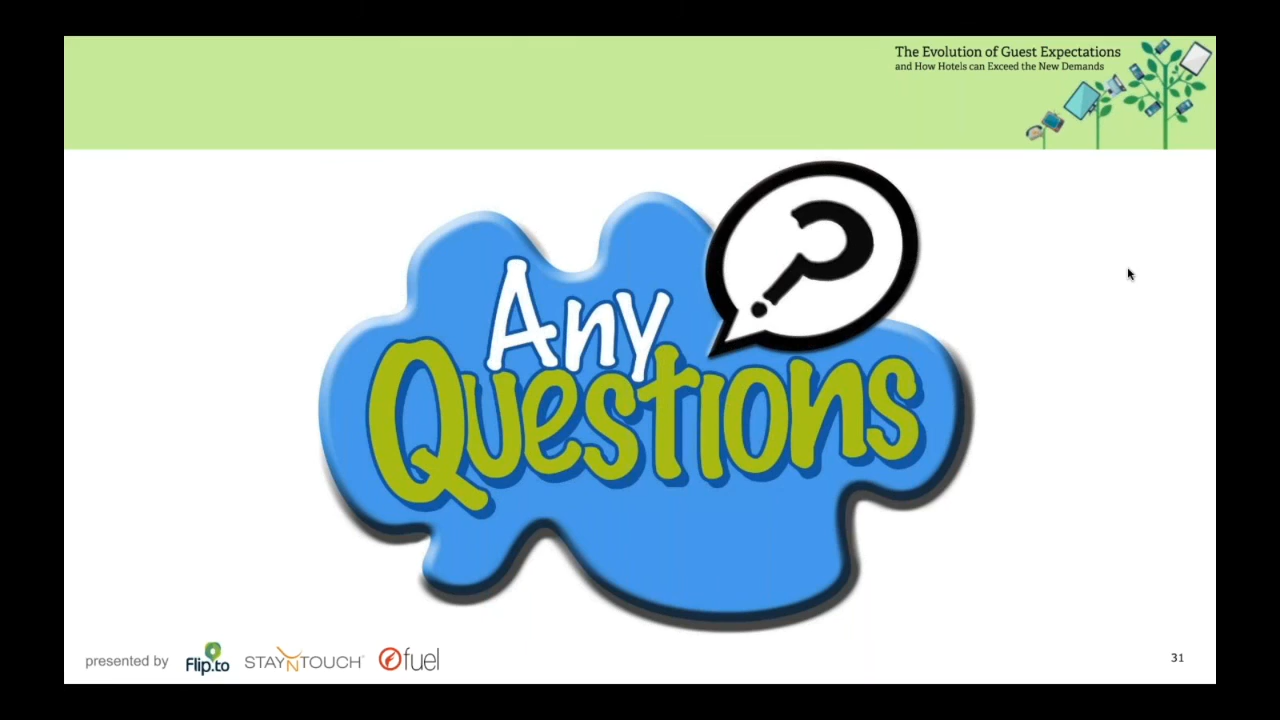 The Evolution of Guest Expectations
and How Hotels can Exceed the New Demands
?
Any
Questions
presented by Flip.to STAYNTOUCH fuel
31